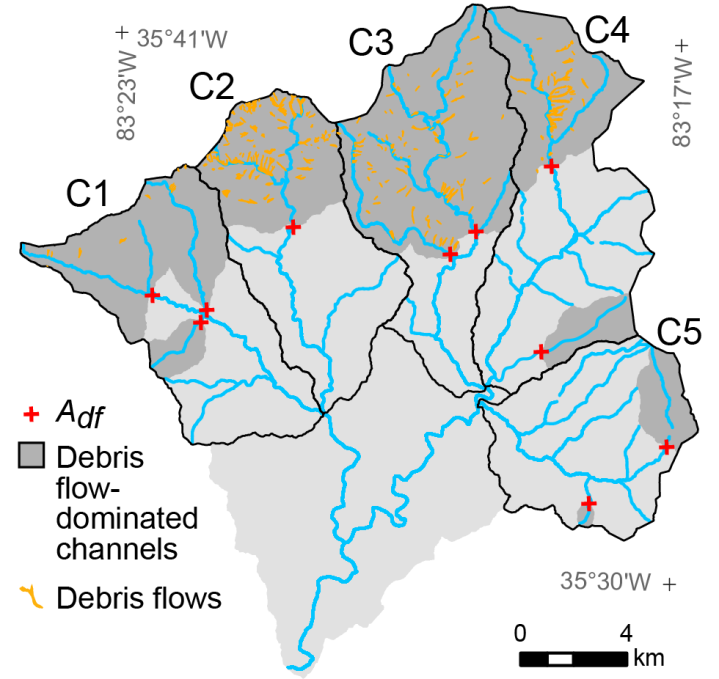 35°41'W
83°23'W
C1
C2
C3
C4
83°17'W
C5
Adf
Debris
flow-
dominated
channels
Debris flows
35°30'W
0 4
km